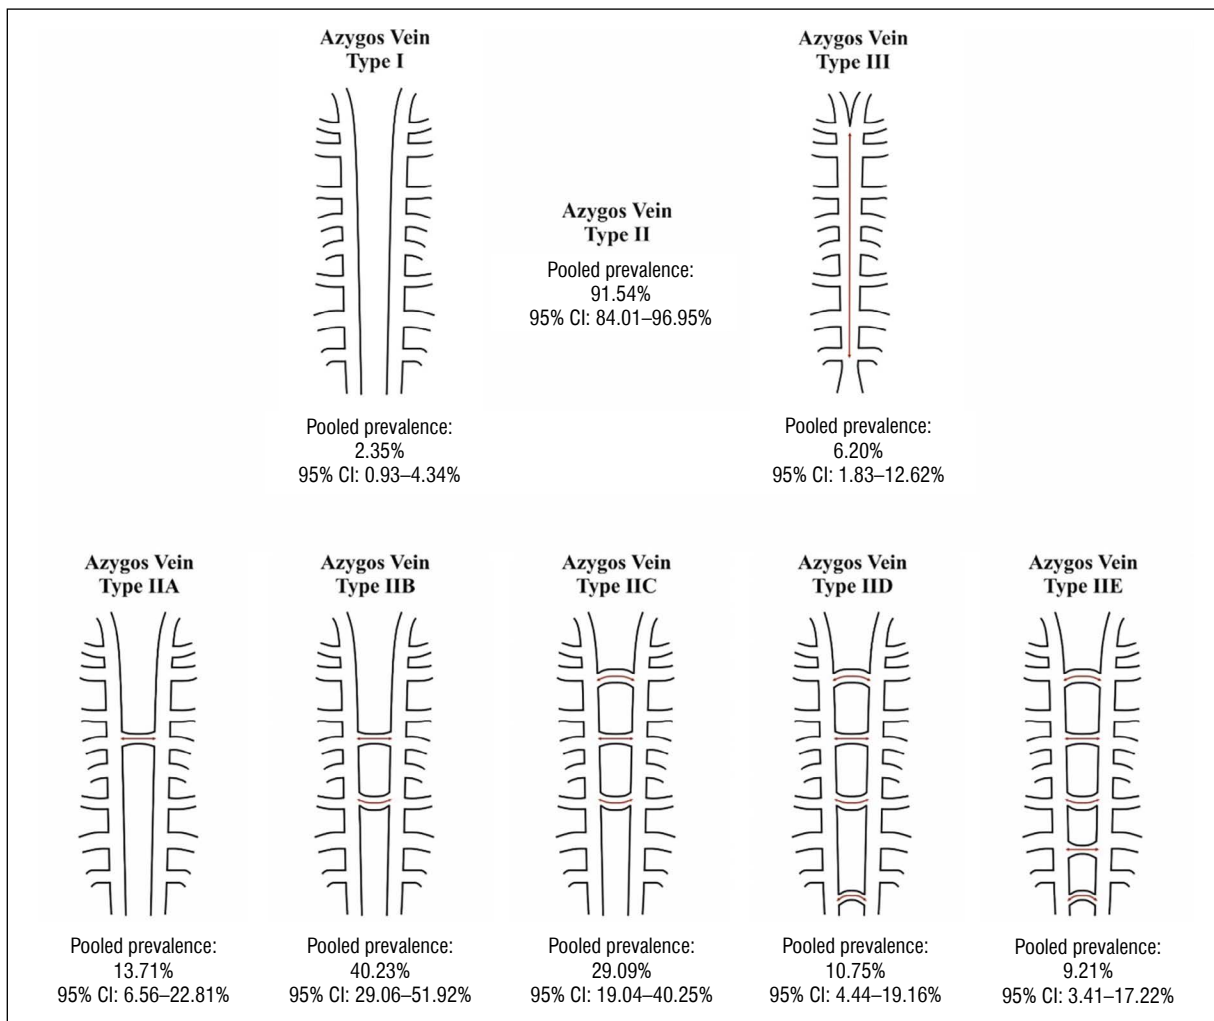 Azygos Vein
Type I
Pooled prevalence:
2.35%
95% CI: 0.93–4.34%
Azygos Vein
Type II
Pooled prevalence:
91.54%
95% CI: 84.01–96.95%
Azygos Vein
Type III
Pooled prevalence:
6.20%
95% CI: 1.83–12.62%
Azygos Vein
Type IIA
Pooled prevalence:
13.71%
95% CI: 6.56–22.81%
Azygos Vein
Type IIB
Pooled prevalence:
40.23%
95% CI: 29.06–51.92%
Azygos Vein
Type IIC
Pooled prevalence:
29.09%
95% CI: 19.04–40.25%
Azygos Vein
Type IID
Pooled prevalence:
10.75%
95% CI: 4.44–19.16%
Azygos Vein
Type IIE
Pooled prevalence:
9.21%
95% CI: 3.41–17.22%